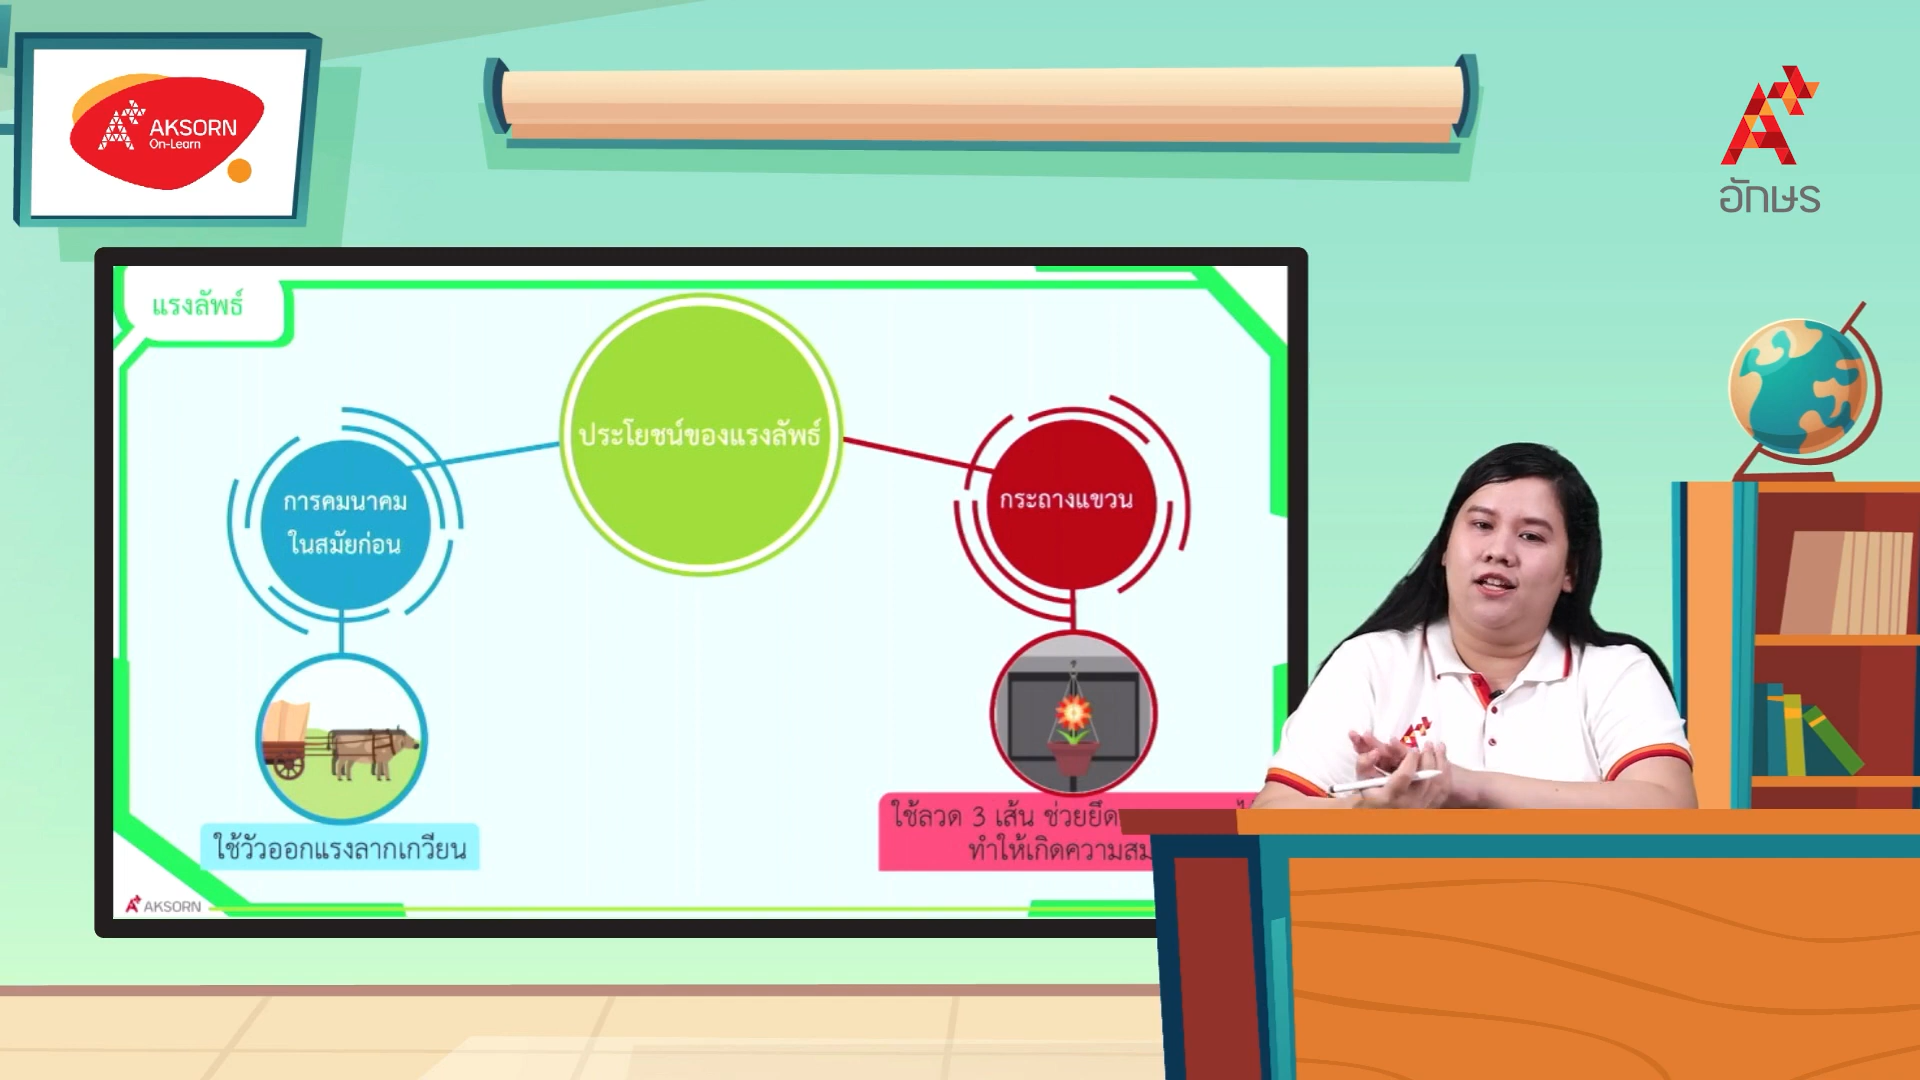 AKSORN
On-Learn
อักษร
แรงลัพธ์
ประโยชน์ของแรงลัพธ์
การคมนาคม
ในสมัยก่อน
กระถางแขวน
ใช้วัวออกแรงลากเกวียน
ใช้ลวด 3 เส้น ช่วยยึด
ทำให้เกิดความสม
AKSORN